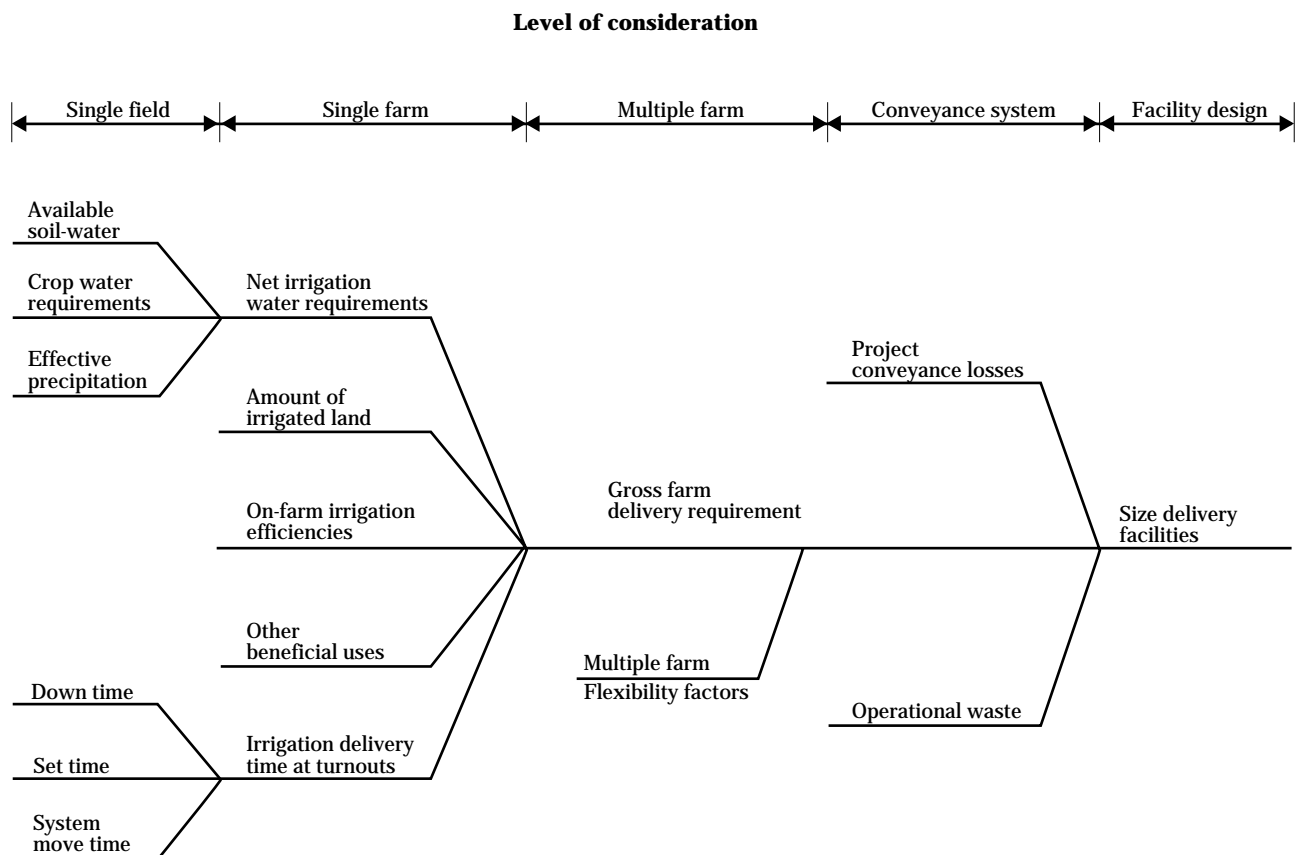 Level of consideration
Single field
Single farm
Multiple farm
Conveyance system
Facility design
Available
soil-water
Crop water
requirements
Effective
precipitation
Net irrigation
water requirements
Amount of
irrigated land
On-farm irrigation
efficiencies
Other
beneficial uses
Down time
Set time
System
move time
Irrigation delivery
time at turnouts
Gross farm
delivery requirement
Multiple farm
Flexibility factors
Project
conveyance losses
Operational waste
Size delivery
facilities